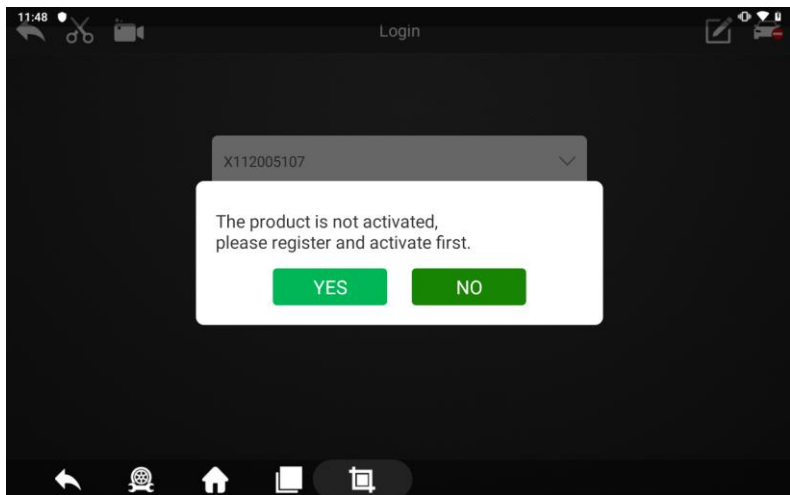 11:48
Login
X112005107
The product is not activated,
please register and activate first.
YES
NO